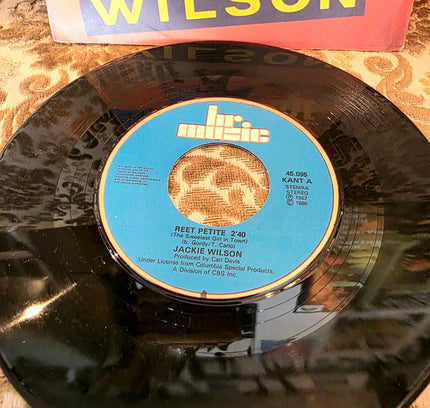 WILSON
br.
music
45.095
KANT A
STEMRA
STEREO
Ⓟ 1957
© 1986
REET PETITE 2'40
(The Sweetest Girl in Town)
(b. Gordy/T. Carlo)
JACKIE WILSON
Produced by Carl Davis
Under License from Columbia Special Products,
A Division of CBS Inc.